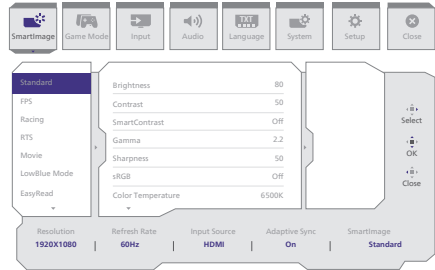 SmartImage
Game Mode
Input
Audio
TXT
Language
System
Setup
Close
Standard
FPS
Racing
RTS
Movie
LowBlue Mode
EasyRead
Brightness 80
Contrast 50
SmartContrast Off
Gamma 2.2
Sharpness 50
sRGB Off
Color Temperature 6500K
Select
OK
Close
Resolution Refresh Rate Input Source Adaptive Sync SmartImage
1920X1080 | 60Hz | HDMI | On | Standard